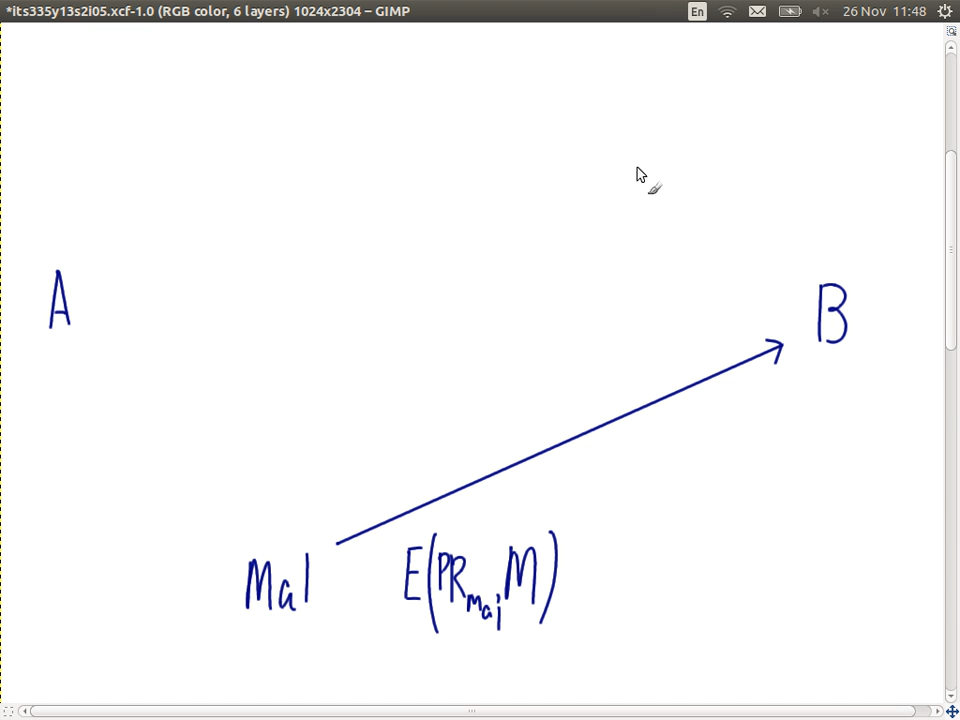 *its335y13s2i05.xcf-1.0 (RGB color, 6 layers) 1024x2304 – GIMP En 26 Nov 11:48
A
B
Mal E(PRmal, M)